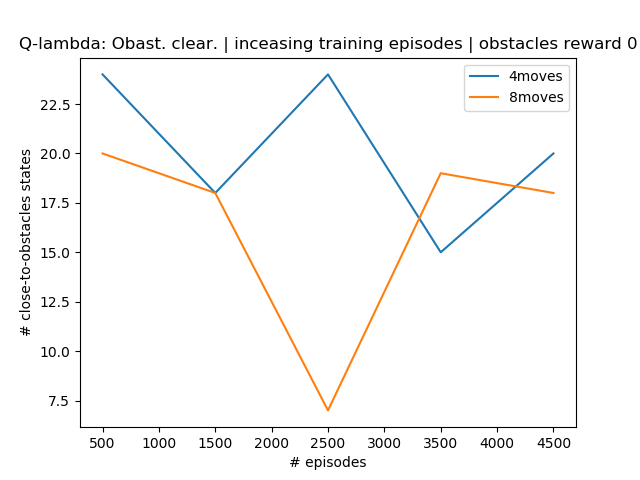 Q-lambda: Obast. clear. | inceasing training episodes | obstacles reward 0
4moves
8moves
22.5
20.0
17.5
15.0
12.5
10.0
7.5
# close-to-obstacles states
500 1000 1500 2000 2500 3000 3500 4000 4500
# episodes